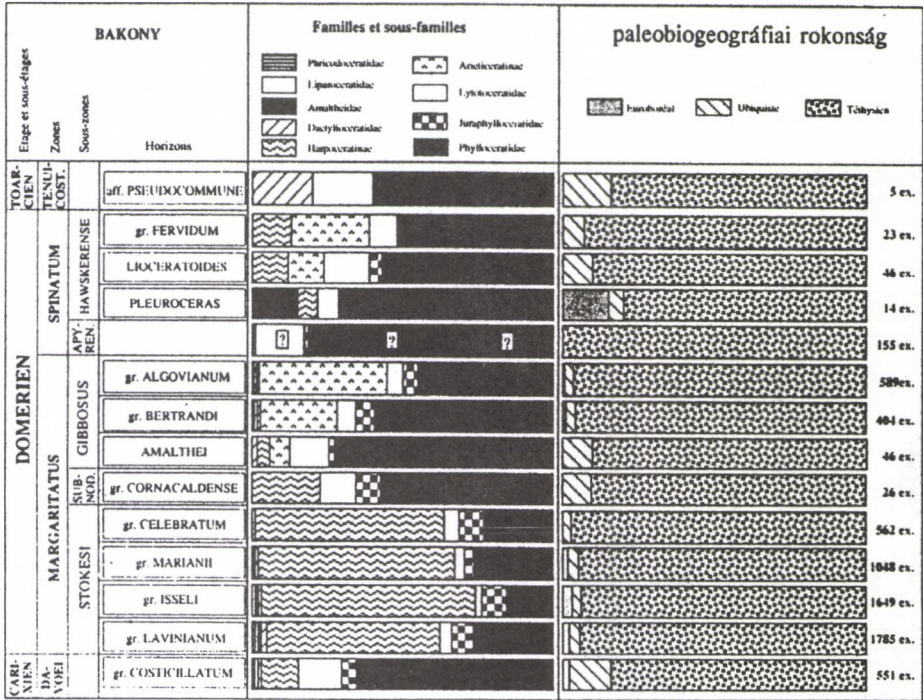 BAKONY
Etage et sous-étages
Zones
Sous-zones
Horizons
Familles et sous-familles
Phricodoceratidae
Liparoceratidae
Amaltheidae
Dactylioceratidae
Harpoceratinae
Arieticeratinae
Lytoceratidae
Juraphylloceratidae
Phylloceratidae
paleobiogeográfiai rokonság
Euroboréal
Ubiquiste
Téthysien
TOAR-
CIEN
TENUI-
COST.
aff. PSEUDOCOMMUNE
5 ex.
DOMERIEN
SPINATUM
HAWSKERENSE
gr. FERVIDUM
23 ex.
LIOCERATOIDES
46 ex.
PLEUROCERAS
14 ex.
APY-
REN.
? ? ?
155 ex.
MARGARITATUS
GIBBOSUS
gr. ALGOVIANUM
589ex.
gr. BERTRANDI
404 ex.
AMALTHEI
46 ex.
SUB-
NOD.
gr. CORNACALDENSE
26 ex.
STOKESI
gr. CELEBRATUM
562 ex.
gr. MARIANII
1048 ex.
gr. ISSELI
1649 ex.
gr. LAVINIANUM
1785 ex.
CARI-
XIEN
DA-
VOEI
gr. COSTICILLATUM
551 ex.